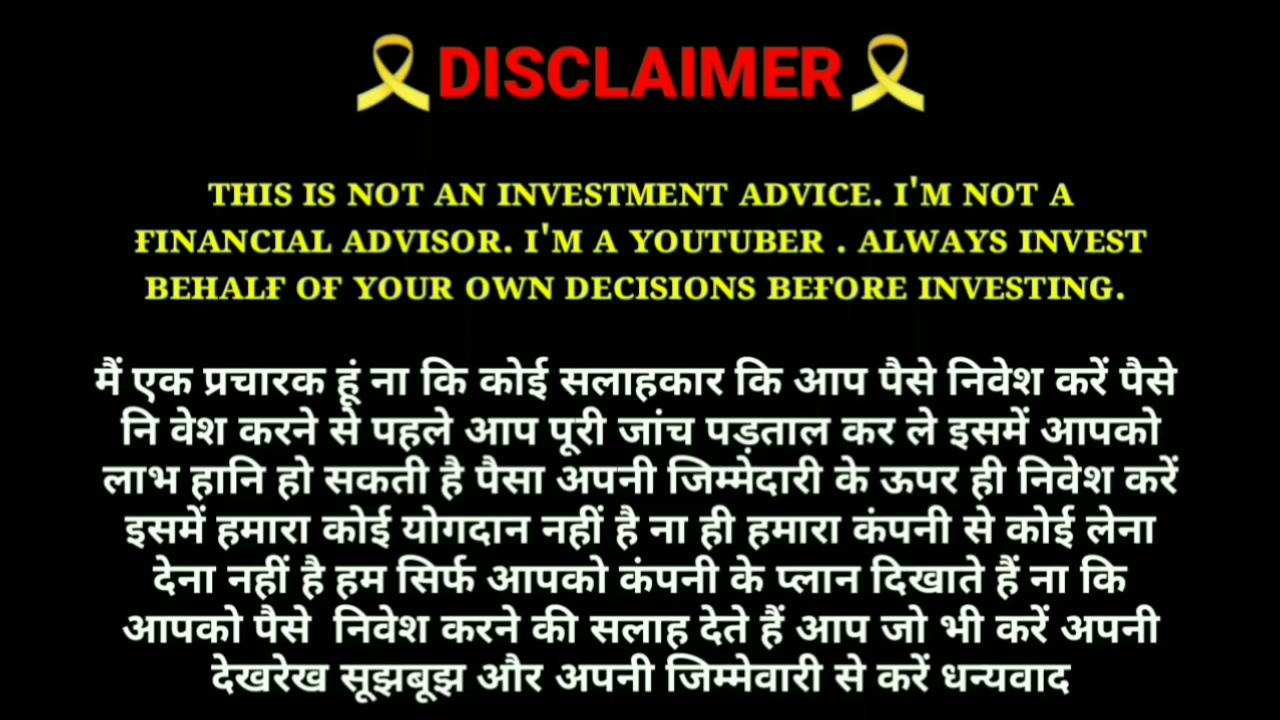 🎗DISCLAIMER🎗
THIS IS NOT AN INVESTMENT ADVICE. I'M NOT A
FINANCIAL ADVISOR. I'M A YOUTUBER . ALWAYS INVEST
BEHALF OF YOUR OWN DECISIONS BEFORE INVESTING.
मैं एक प्रचारक हूं ना कि कोई सलाहकार कि आप पैसे निवेश करें पैसे
नि वेश करने से पहले आप पूरी जांच पड़ताल कर ले इसमें आपको
लाभ हानि हो सकती है पैसा अपनी जिम्मेदारी के ऊपर ही निवेश करें
इसमें हमारा कोई योगदान नहीं है ना ही हमारा कंपनी से कोई लेना
देना नहीं है हम सिर्फ आपको कंपनी के प्लान दिखाते हैं ना कि
आपको पैसे  निवेश करने की सलाह देते हैं आप जो भी करें अपनी
देखरेख सूझबूझ और अपनी जिम्मेवारी से करें धन्यवाद